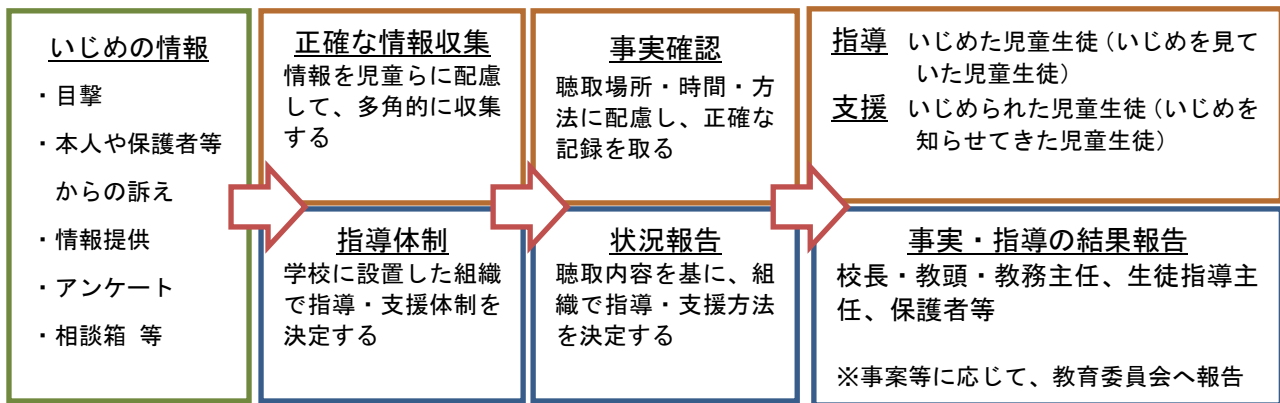 いじめの情報
・目撃
・本人や保護者等
からの訴え
・情報提供
・アンケート
・相談箱 等
正確な情報収集
情報を児童らに配慮
して、多角的に収集
する
指導体制
学校に設置した組織
で指導・支援体制を
決定する
事実確認
聴取場所・時間・方
法に配慮し、正確な
記録を取る
状況報告
聴取内容を基に、組
織で指導・支援方法
を決定する
指導 いじめた児童生徒（いじめを見て
いた児童生徒）
支援 いじめられた児童生徒（いじめを
知らせてきた児童生徒）
事実・指導の結果報告
校長・教頭・教務主任、生徒指導主
任、保護者等
※事案等に応じて、教育委員会へ報告